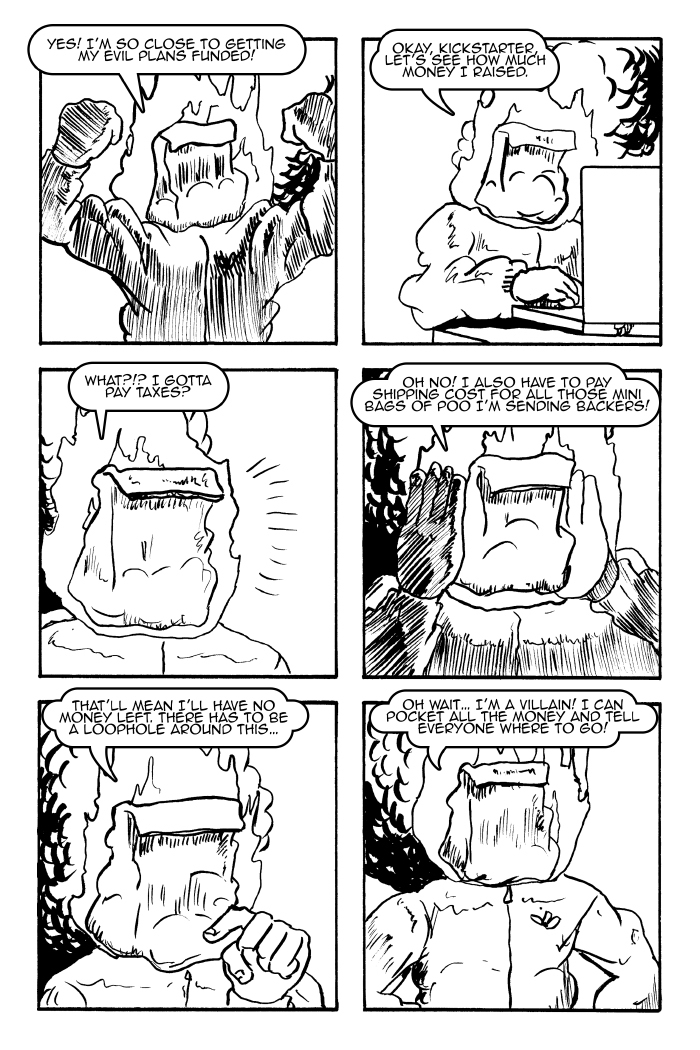 YES! I'M SO CLOSE TO GETTING
MY EVIL PLANS FUNDED!
OKAY, KICKSTARTER,
LET'S SEE HOW MUCH
MONEY I RAISED.
WHAT?!? I GOTTA
PAY TAXES?
OH NO! I ALSO HAVE TO PAY
SHIPPING COST FOR ALL THOSE MINI
BAGS OF POO I'M SENDING BACKERS!
THAT'LL MEAN I'LL HAVE NO
MONEY LEFT. THERE HAS TO BE
A LOOPHOLE AROUND THIS...
OH WAIT... I'M A VILLAIN! I CAN
POCKET ALL THE MONEY AND TELL
EVERYONE WHERE TO GO!